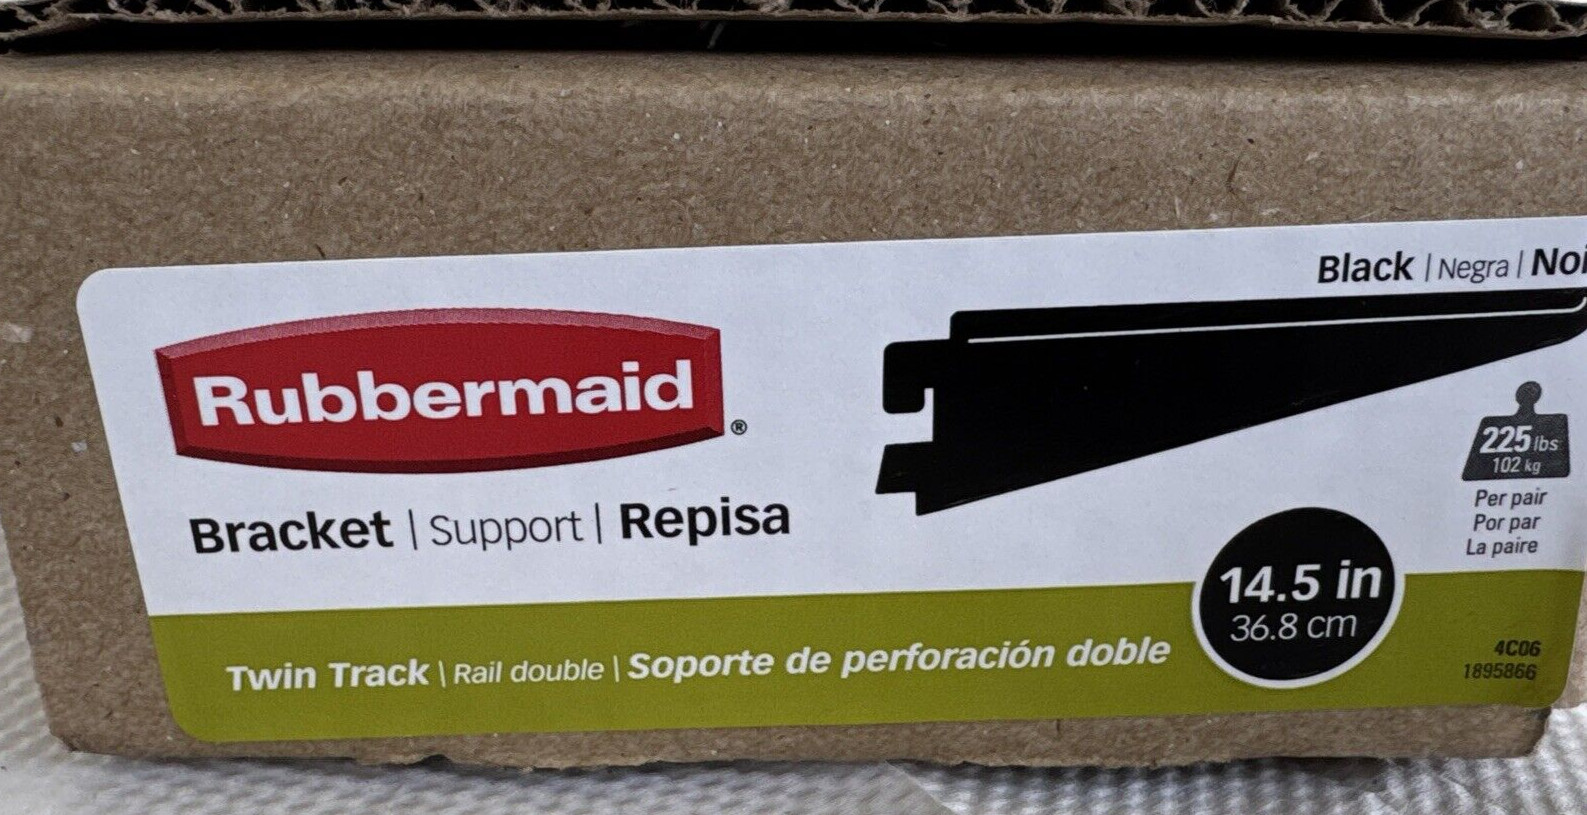 Black | Negra | Noi
Rubbermaid®
Bracket | Support | Repisa
225 lbs
102 kg
Per pair
Por par
La paire
14.5 in
36.8 cm
Twin Track | Rail double | Soporte de perforación doble
4C06
1895866